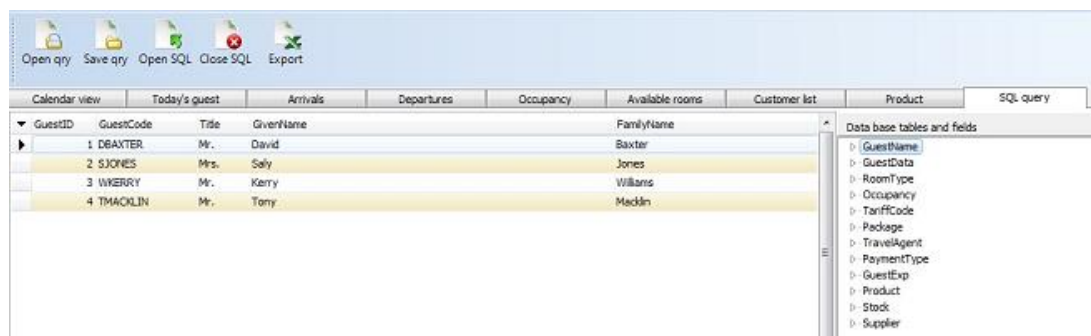 Open qry Save qry Open SQL Close SQL Export
Calendar view Today's guest Arrivals Departures Occupancy Available rooms Customer list Product SQL query
GuestID GuestCode Title GivenName FamilyName
1 DBAXTER Mr. David Baxter
2 SJONES Mrs. Saly Jones
3 WKERRY Mr. Kerry Williams
4 TMACKLIN Mr. Tony Macklin
Data base tables and fields
GuestName
GuestData
RoomType
Occupancy
TariffCode
Package
TravelAgent
PaymentType
GuestExp
Product
Stock
Supplier